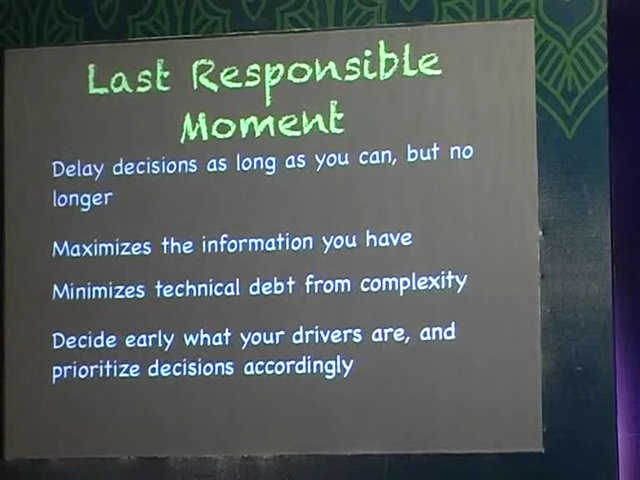 Last Responsible
Moment
Delay decisions as long as you can, but no
longer
Maximizes the information you have
Minimizes technical debt from complexity
Decide early what your drivers are, and
prioritize decisions accordingly